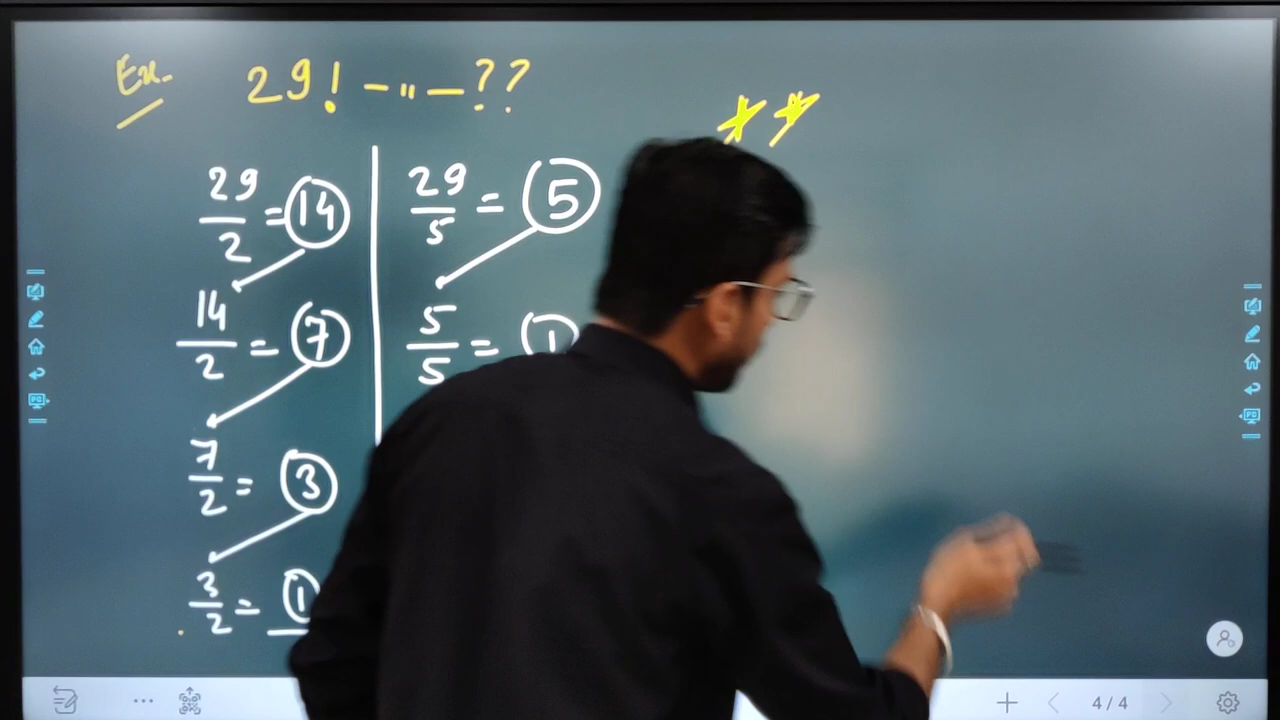 Ex. 29! - " - ??
29/2 = 14
14/2 = 7
7/2 = 3
3/2 = 1
29/5 = 5
5/5 = 1
4/4